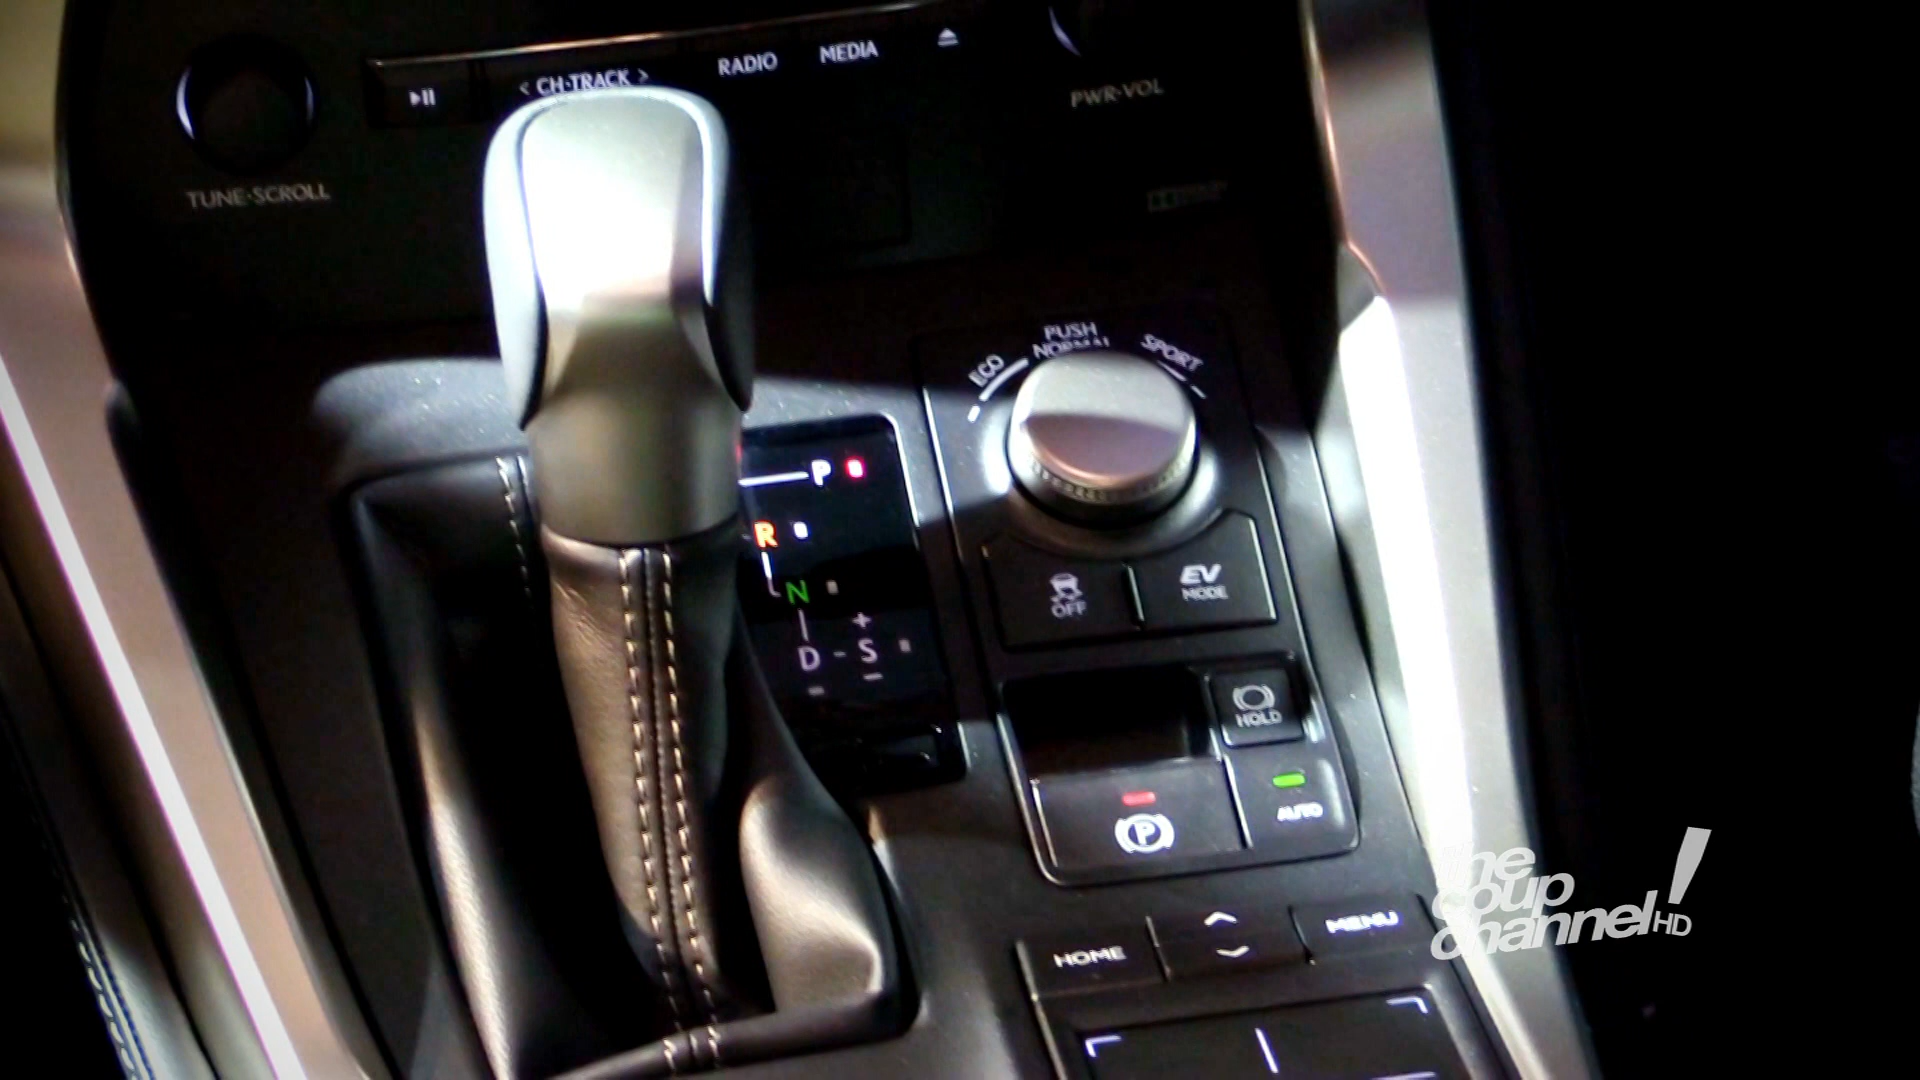 < CH·TRACK >
RADIO
MEDIA
PWR·VOL
TUNE·SCROLL
PUSH
NORMAL
ECO
SPORT
P
R
N
+
D - S
−
OFF
EV
MODE
HOLD
P
AUTO
HOME
MENU
the
coup
channel! HD